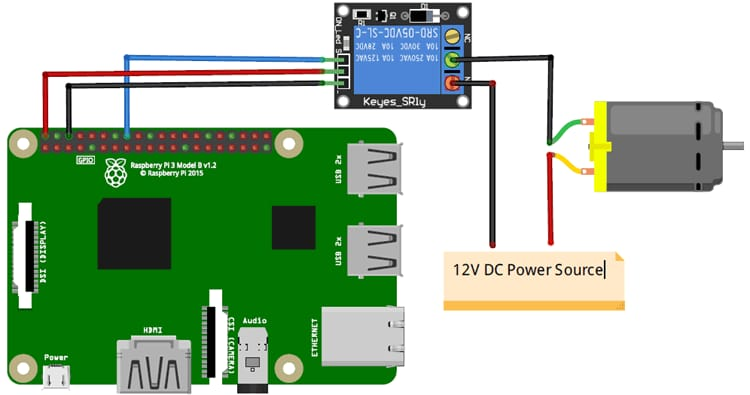 ON_Led S
NC
SRD-05VDC-SL-C
10A 30VDC 10A 28VDC
10A 250VAC 10A 125VAC
Keyes_SR1y
GPIO
Raspberry Pi 3 Model B v1.2
© Raspberry Pi 2015
USB 2x
USB 2x
DSI (DISPLAY)
12V DC Power Source
Power
HDMI
CSI (CAMERA)
Audio
ETHERNET